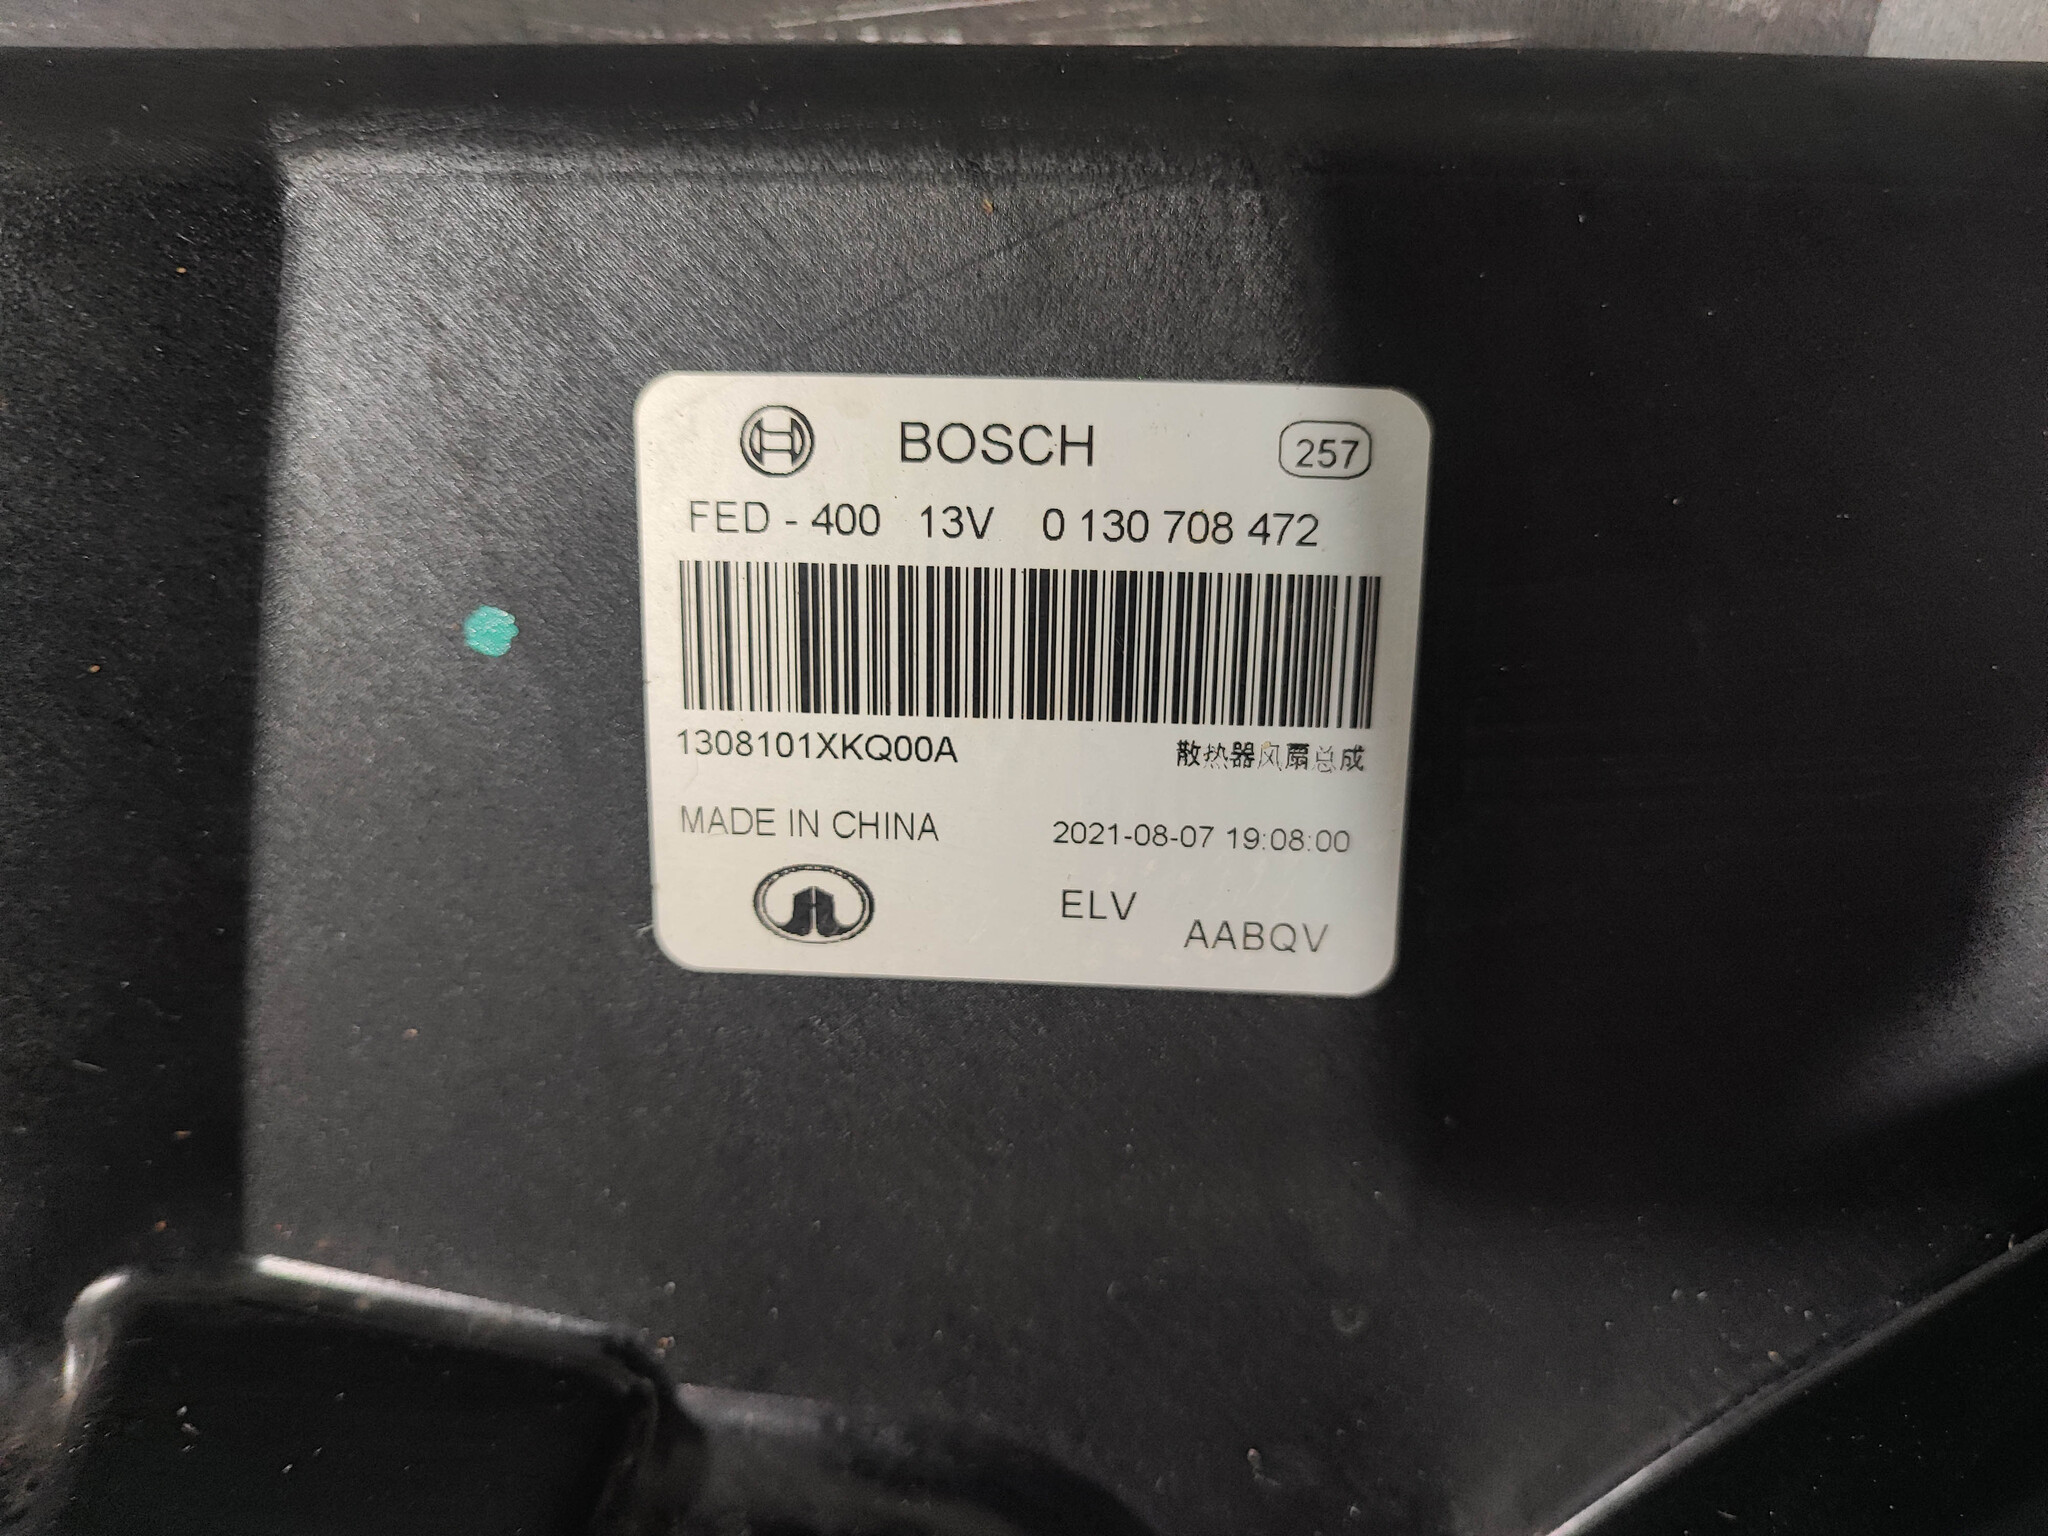 BOSCH 257
FED - 400 13V 0 130 708 472
1308101XKQ00A 散热器风扇总成
MADE IN CHINA 2021-08-07 19:08:00
ELV
AABQV